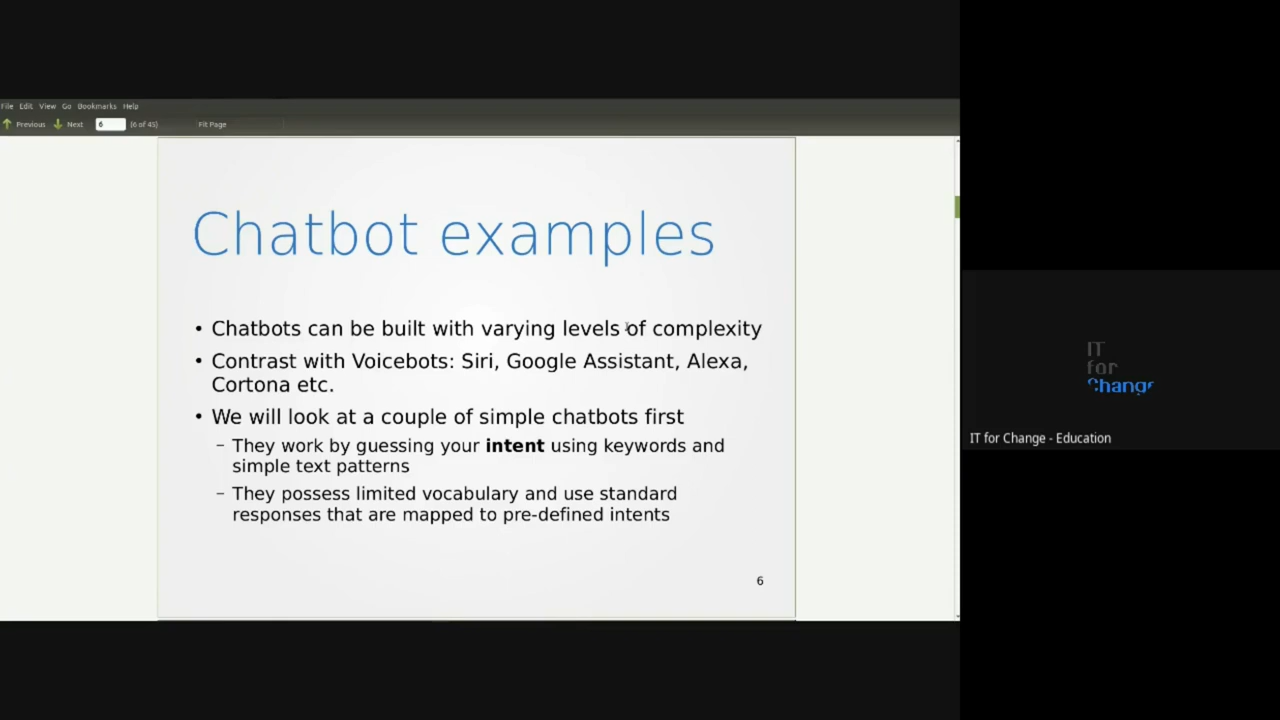 File Edit View Go Bookmarks Help
Previous Next 6 (6 of 45) Fit Page
Chatbot examples
• Chatbots can be built with varying levels of complexity
• Contrast with Voicebots: Siri, Google Assistant, Alexa,
Cortona etc.
• We will look at a couple of simple chatbots first
– They work by guessing your intent using keywords and
simple text patterns
– They possess limited vocabulary and use standard
responses that are mapped to pre-defined intents
6
IT
for
Change
IT for Change - Education